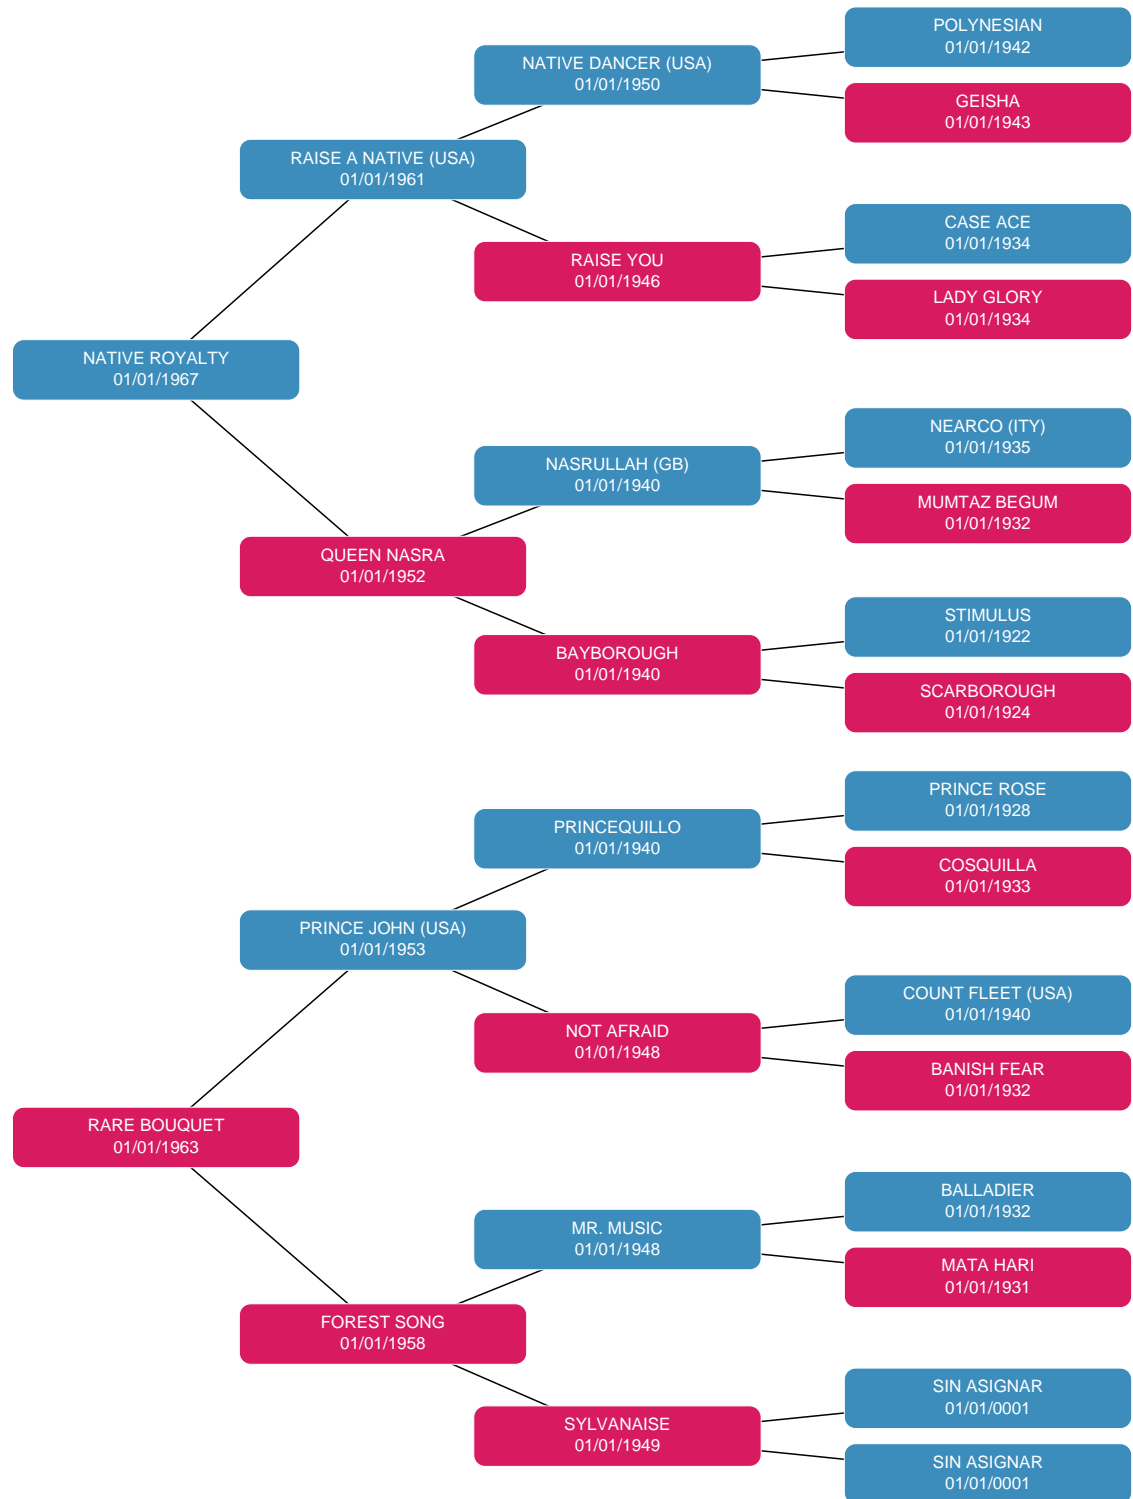 POLYNESIAN
01/01/1942
NATIVE DANCER (USA)
01/01/1950
GEISHA
01/01/1943
RAISE A NATIVE (USA)
01/01/1961
CASE ACE
01/01/1934
RAISE YOU
01/01/1946
LADY GLORY
01/01/1934
NATIVE ROYALTY
01/01/1967
NEARCO (ITY)
01/01/1935
NASRULLAH (GB)
01/01/1940
MUMTAZ BEGUM
01/01/1932
QUEEN NASRA
01/01/1952
STIMULUS
01/01/1922
BAYBOROUGH
01/01/1940
SCARBOROUGH
01/01/1924
PRINCE ROSE
01/01/1928
PRINCEQUILLO
01/01/1940
COSQUILLA
01/01/1933
PRINCE JOHN (USA)
01/01/1953
COUNT FLEET (USA)
01/01/1940
NOT AFRAID
01/01/1948
BANISH FEAR
01/01/1932
RARE BOUQUET
01/01/1963
BALLADIER
01/01/1932
MR. MUSIC
01/01/1948
MATA HARI
01/01/1931
FOREST SONG
01/01/1958
SIN ASIGNAR
01/01/0001
SYLVANAISE
01/01/1949
SIN ASIGNAR
01/01/0001